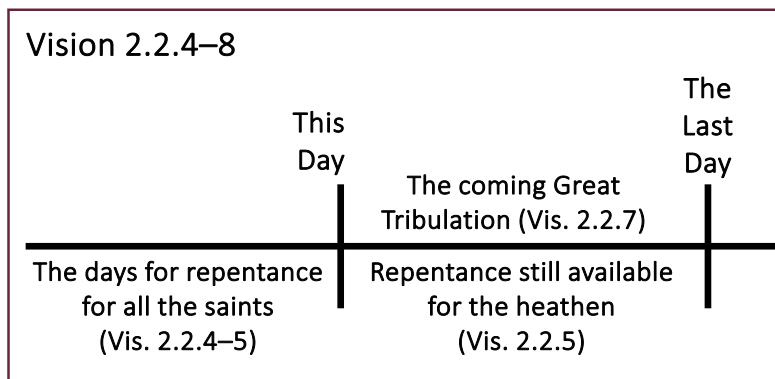 Vision 2.2.4–8
This
Day
The
Last
Day
The coming Great
Tribulation (Vis. 2.2.7)
The days for repentance
for all the saints
(Vis. 2.2.4–5)
Repentance still available
for the heathen
(Vis. 2.2.5)